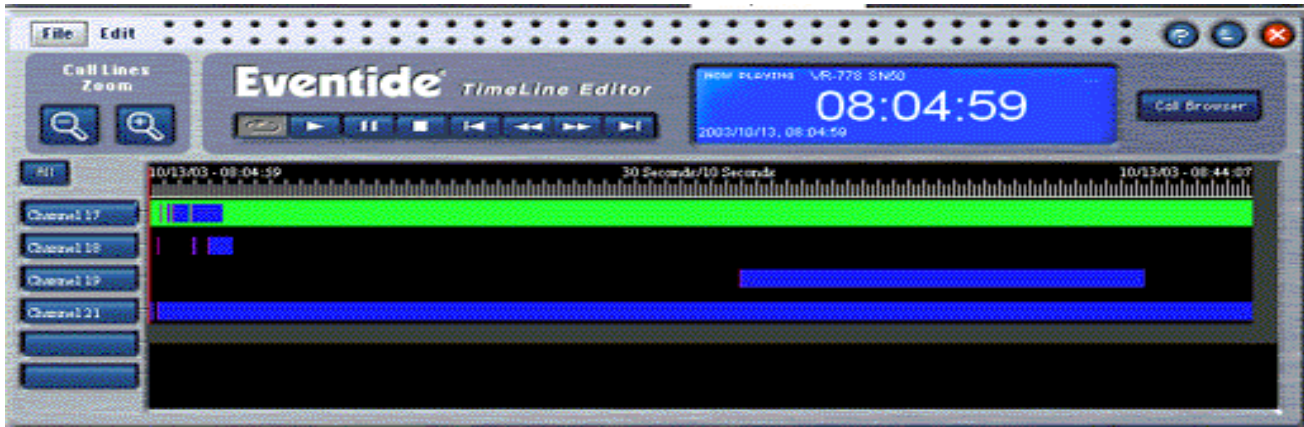 File Edit
Call Lines
Zoom
Eventide TimeLine Editor
NOW PLAYING VR-778 SN50 ...
08:04:59
2003/10/13, 08:04:59
Call Browser
All
10/13/03 - 08:04:59
30 Seconds/10 Seconds
10/13/03 - 08:44:07
Channel 17
Channel 18
Channel 19
Channel 21